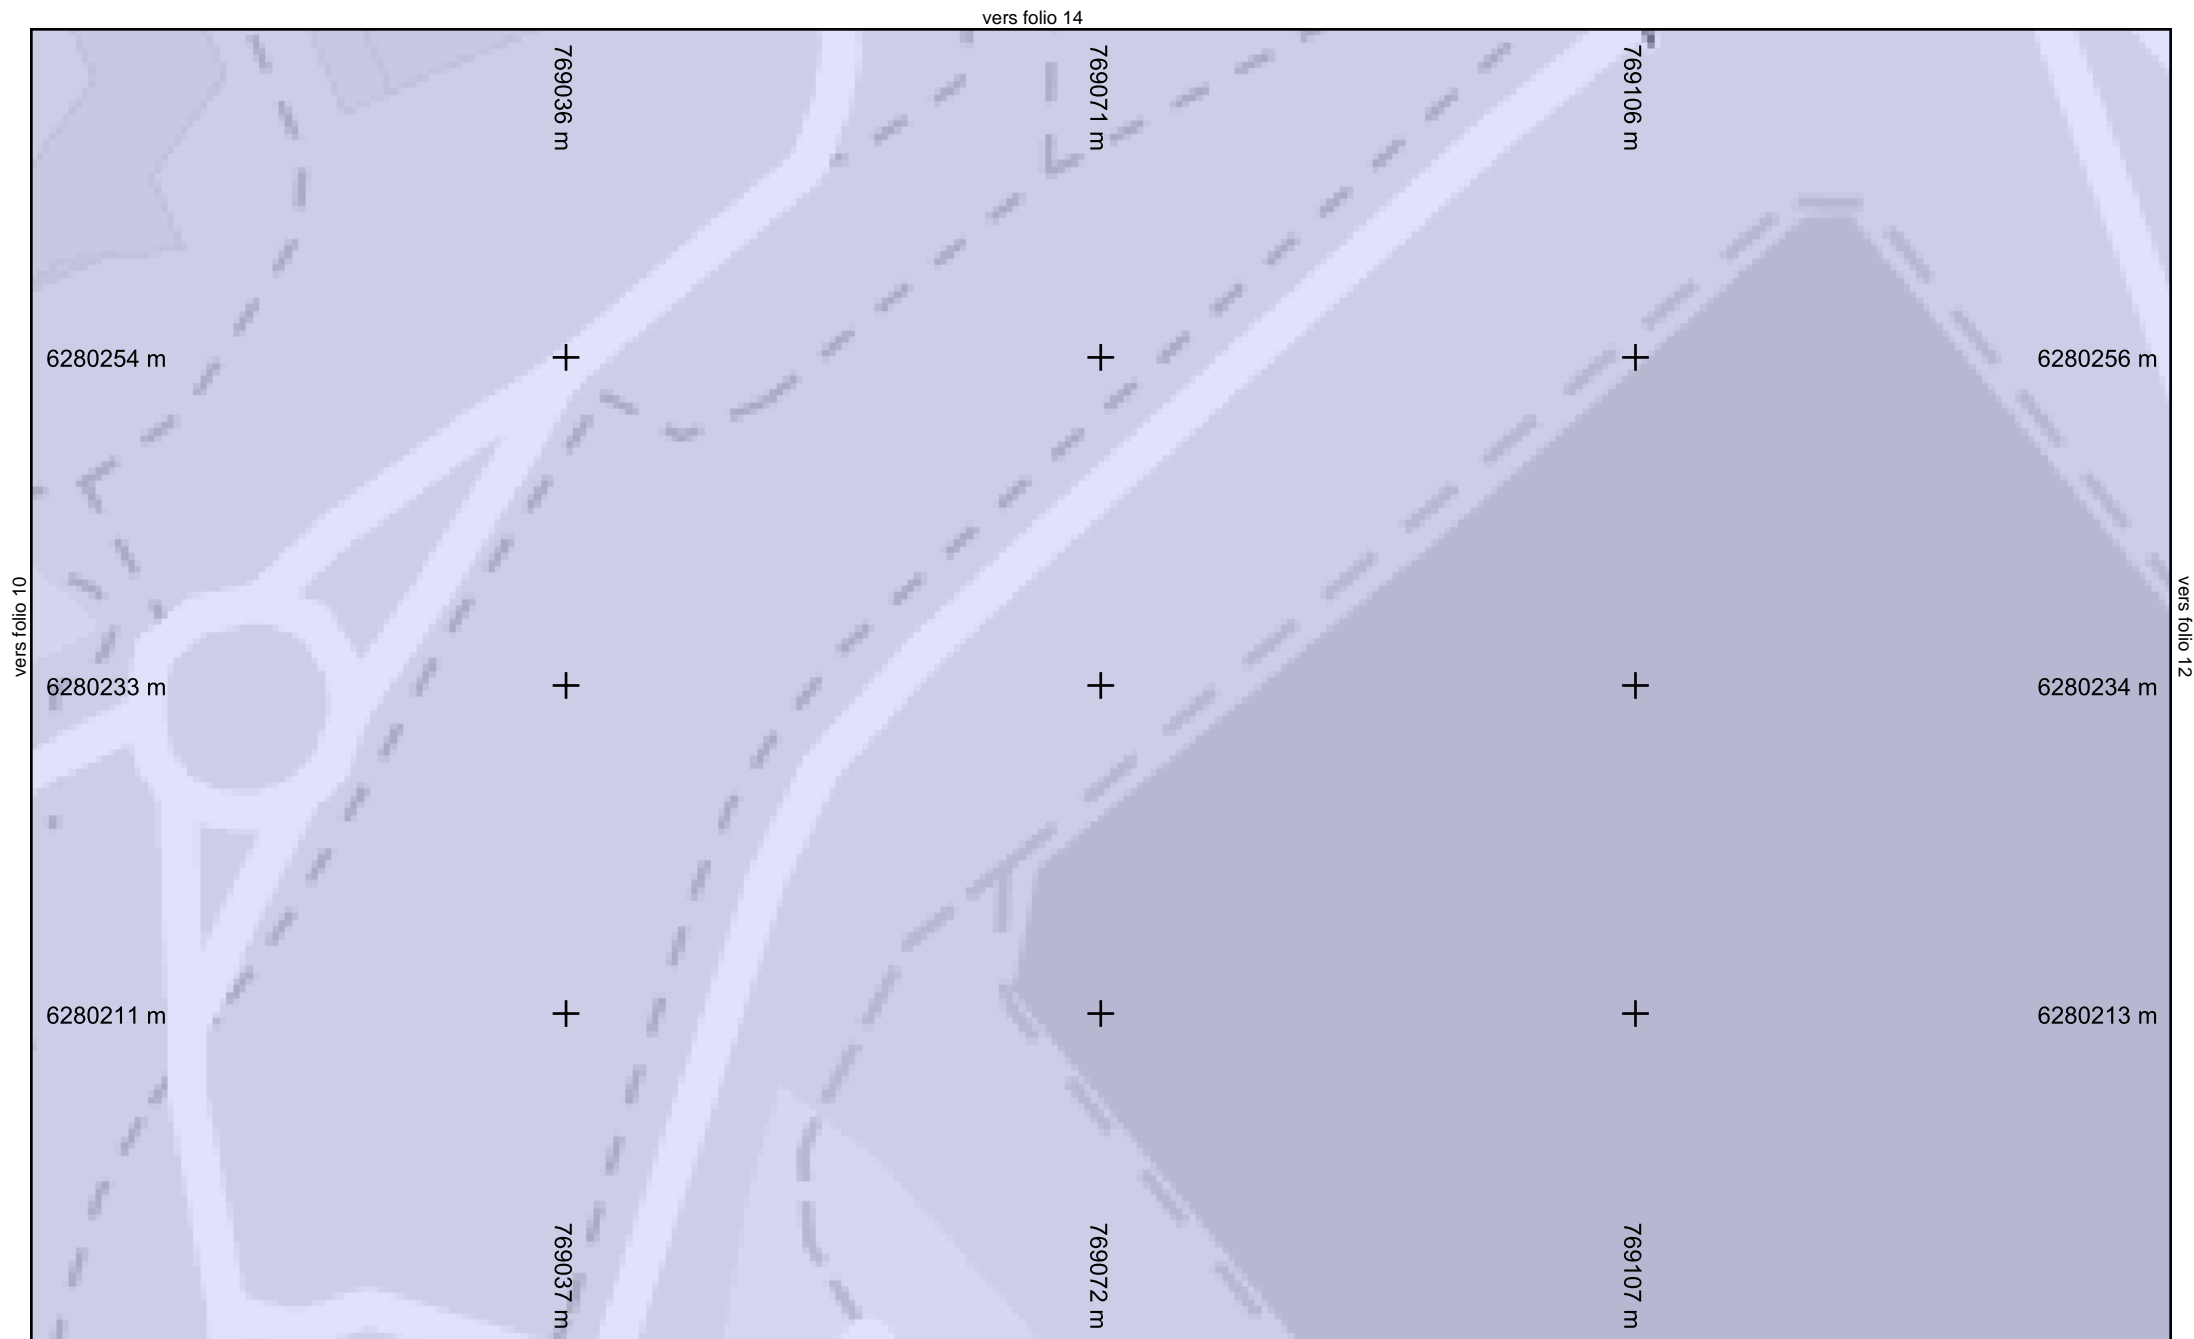 vers folio 14
769036 m
769071 m
769106 m
6280254 m
6280256 m
vers folio 10
vers folio 12
6280233 m
6280234 m
6280211 m
6280213 m
769037 m
769072 m
769107 m